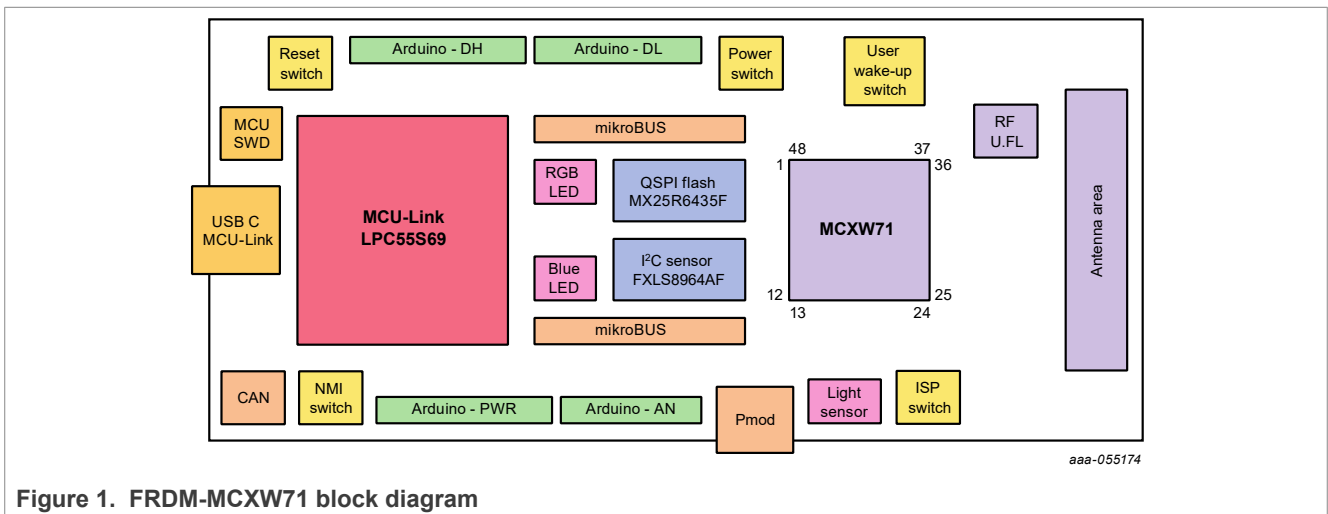 Reset
switch
Arduino - DH
Arduino - DL
Power
switch
User
wake-up
switch
MCU
SWD
mikroBUS
RF
U.FL
48
37
1
36
RGB
LED
QSPI flash
MX25R6435F
USB C
MCU-Link
MCU-Link
LPC55S69
MCXW71
Antenna area
Blue
LED
I²C sensor
FXLS8964AF
12
25
13
24
mikroBUS
CAN
NMI
switch
Arduino - PWR
Arduino - AN
Pmod
Light
sensor
ISP
switch
aaa-055174
Figure 1. FRDM-MCXW71 block diagram